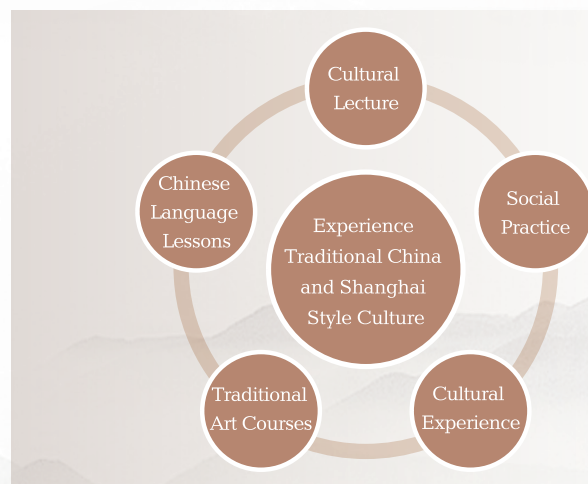 Cultural
Lecture
Chinese
Language
Lessons
Social
Practice
Experience
Traditional China
and Shanghai
Style Culture
Traditional
Art Courses
Cultural
Experience